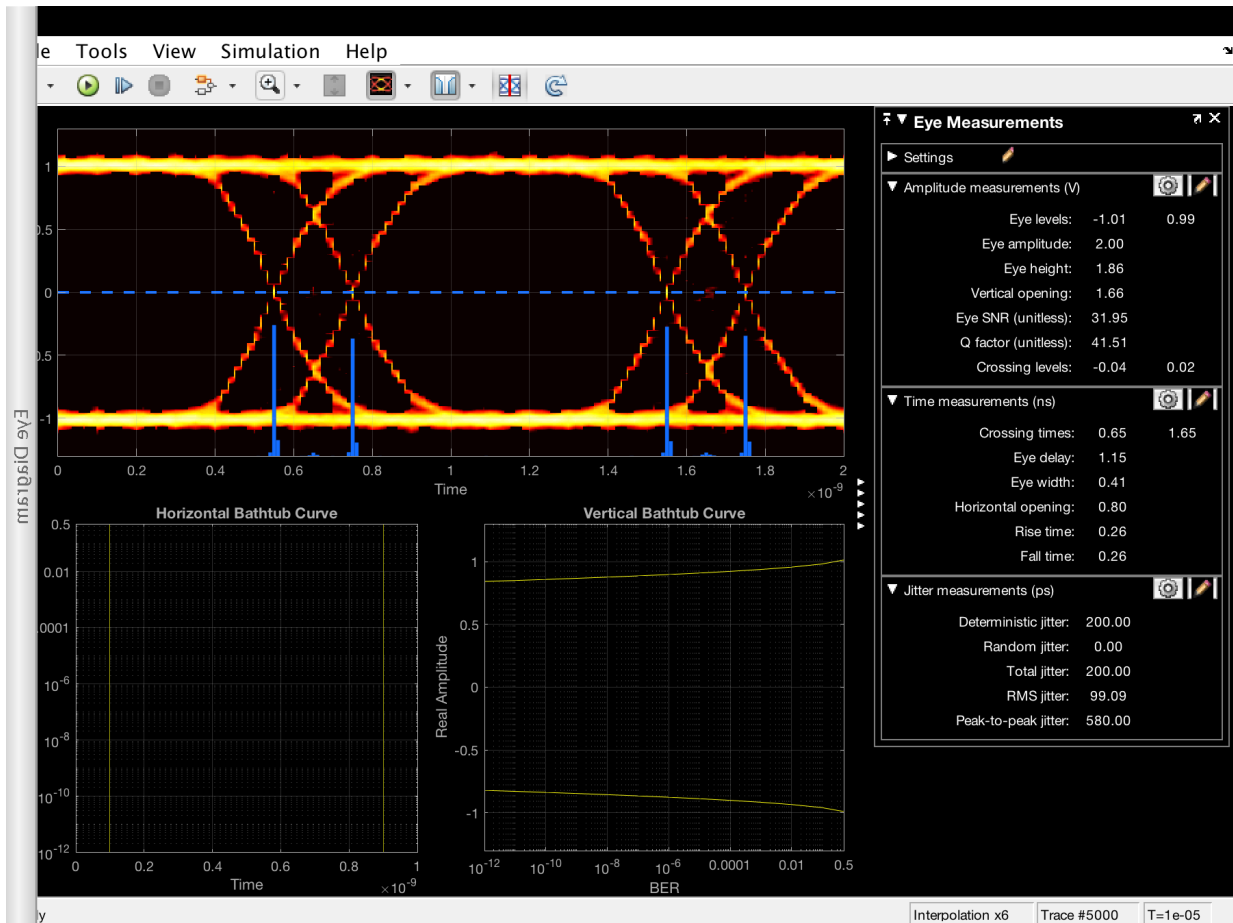 le Tools View Simulation Help
Eye Diagram
1
0.5
0
0.5
-1
0 0.2 0.4 0.6 0.8 1 1.2 1.4 1.6 1.8 2
Time
×10-9
Horizontal Bathtub Curve
0.5
0.01
.0001
10-6
10-8
10-10
10-12
0 0.2 0.4 0.6 0.8 1
Time
×10-9
Vertical Bathtub Curve
Real Amplitude
1
0.5
0
-0.5
-1
10-12 10-10 10-8 10-6 0.0001 0.01 0.5
BER
Eye Measurements
Settings
Amplitude measurements (V)
Eye levels: -1.01 0.99
Eye amplitude: 2.00
Eye height: 1.86
Vertical opening: 1.66
Eye SNR (unitless): 31.95
Q factor (unitless): 41.51
Crossing levels: -0.04 0.02
Time measurements (ns)
Crossing times: 0.65 1.65
Eye delay: 1.15
Eye width: 0.41
Horizontal opening: 0.80
Rise time: 0.26
Fall time: 0.26
Jitter measurements (ps)
Deterministic jitter: 200.00
Random jitter: 0.00
Total jitter: 200.00
RMS jitter: 99.09
Peak-to-peak jitter: 580.00
y
Interpolation x6 Trace #5000 T=1e-05